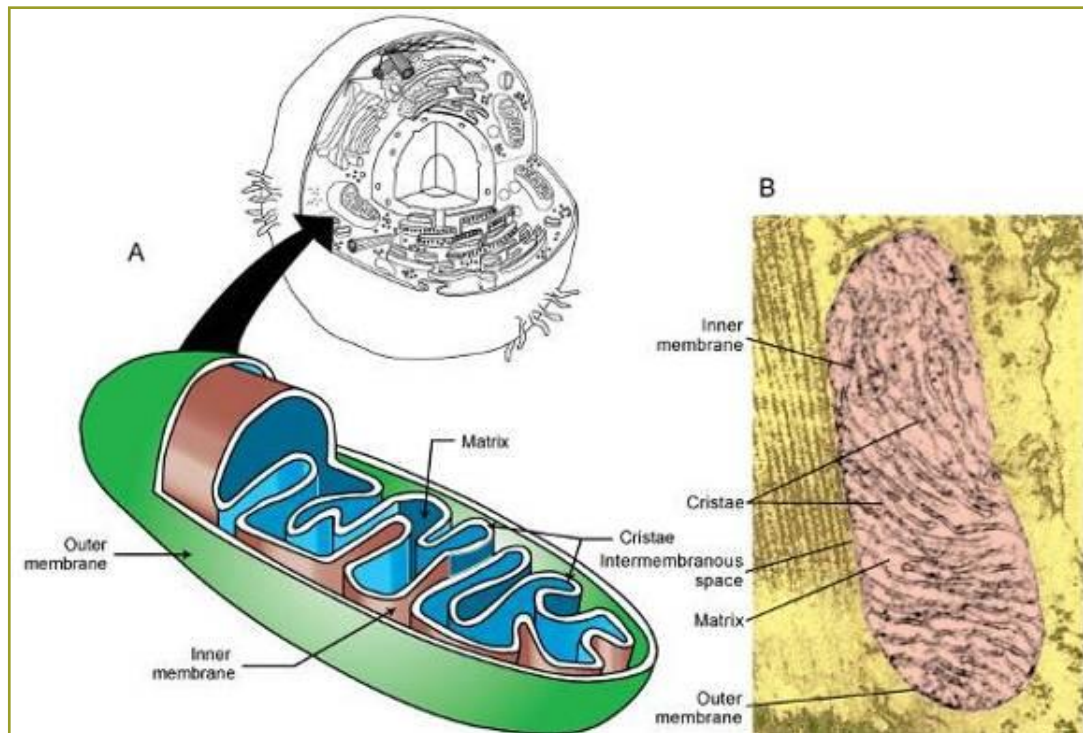 A
Matrix
Cristae
Outer
membrane
Inner
membrane
B
Inner
membrane
Cristae
Intermembranous
space
Matrix
Outer
membrane